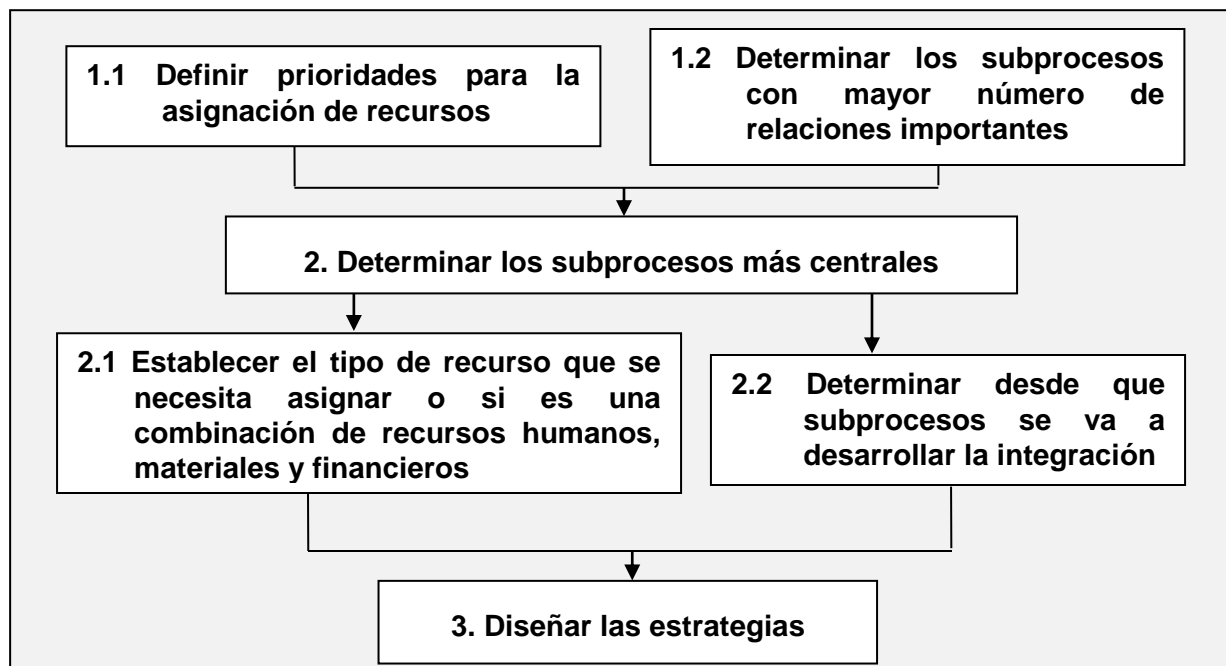 1.1 Definir prioridades para la
asignación de recursos
1.2 Determinar los subprocesos
con mayor número de
relaciones importantes
2. Determinar los subprocesos más centrales
2.1 Establecer el tipo de recurso que se
necesita asignar o si es una
combinación de recursos humanos,
materiales y financieros
2.2 Determinar desde que
subprocesos se va a
desarrollar la integración
3. Diseñar las estrategias